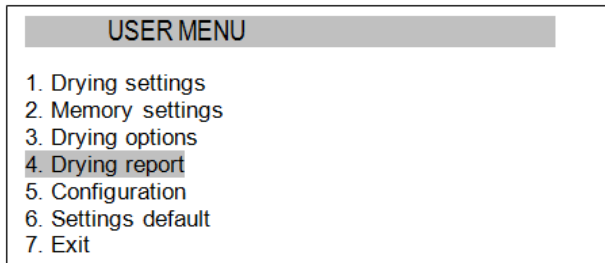 USER MENU
1. Drying settings
2. Memory settings
3. Drying options
4. Drying report
5. Configuration
6. Settings default
7. Exit